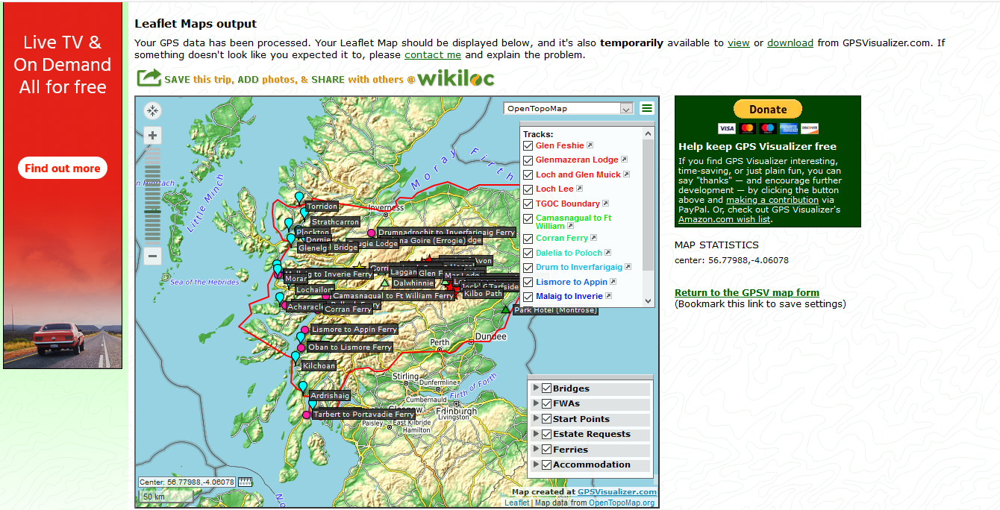 Live TV &
On Demand
All for free
Find out more
Leaflet Maps output
Your GPS data has been processed. Your Leaflet Map should be displayed below, and it's also temporarily available to view or download from GPSVisualizer.com. If
something doesn't look like you expected it to, please contact me and explain the problem.
SAVE this trip, ADD photos, & SHARE with others @ wikiloc
OpenTopoMap
Tracks:
Glen Feshie
Glenmazeran Lodge
Loch and Glen Muick
Loch Lee
TGOC Boundary
Camasnagual to Ft
William
Corran Ferry
Dalelia to Poloch
Drum to Inverfarigaig
Lismore to Appin
Malaig to Inverie
Little Minch
Moray Firth
Sea of the Hebrides
Inverness
Torridon
Strathcarron
Plockton
Dornie
Glenelg
Bridge
Drumnadrochit to Inverfarigaig Ferry
na Goire (Errogie)
to Inverie Ferry
Morar
Lochailort
Laggan
Glen F
Avon
Dalwhinnie
Tarfside
Kilbo Path
Camasnagual to Ft William Ferry
Acharacle
Corran Ferry
Park Hotel (Montrose)
Lismore to Appin Ferry
Oban to Lismore Ferry
Kilchoan
Ardrishaig
Tarbert to Portavadie Ferry
Perth
Dundee
Stirling
Dunfermline
Firth of Forth
Cumbernauld
Edinburgh
Livingston
Paisley
East Kilbride
Hamilton
Bridges
FWAs
Start Points
Estate Requests
Ferries
Accommodation
Center: 56.77988,-4.06078
50 km
Map created at GPSVisualizer.com
Leaflet | Map data from OpenTopoMap.org
Donate
VISA
Help keep GPS Visualizer free
If you find GPS Visualizer interesting,
time-saving, or just plain fun, you can
say "thanks" — and encourage further
development — by clicking the button
above and making a contribution via
PayPal. Or, check out GPS Visualizer's
Amazon.com wish list.
MAP STATISTICS
center: 56.77988,-4.06078
Return to the GPSV map form
(Bookmark this link to save settings)